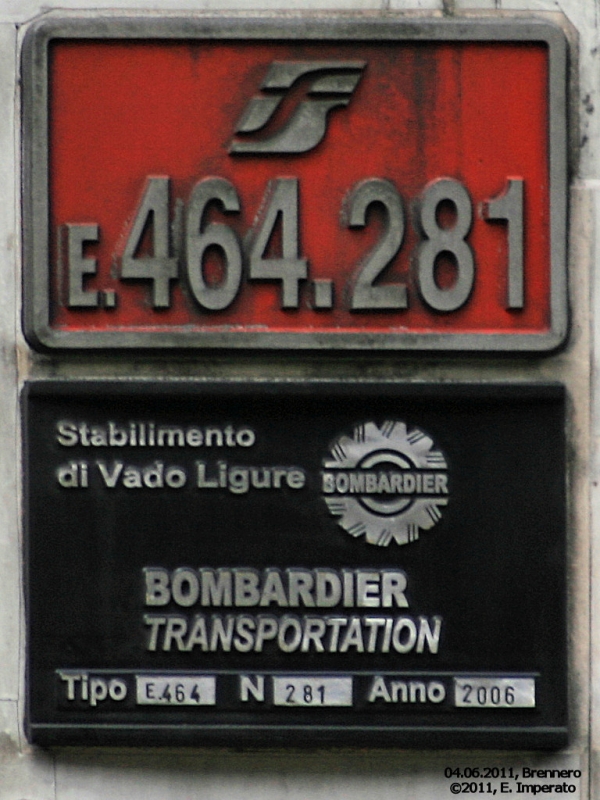 E.464.281
Stabilimento
di Vado Ligure
BOMBARDIER
BOMBARDIER
TRANSPORTATION
Tipo E.464 N 281 Anno 2006
04.06.2011, Brennero
©2011, E. Imperato